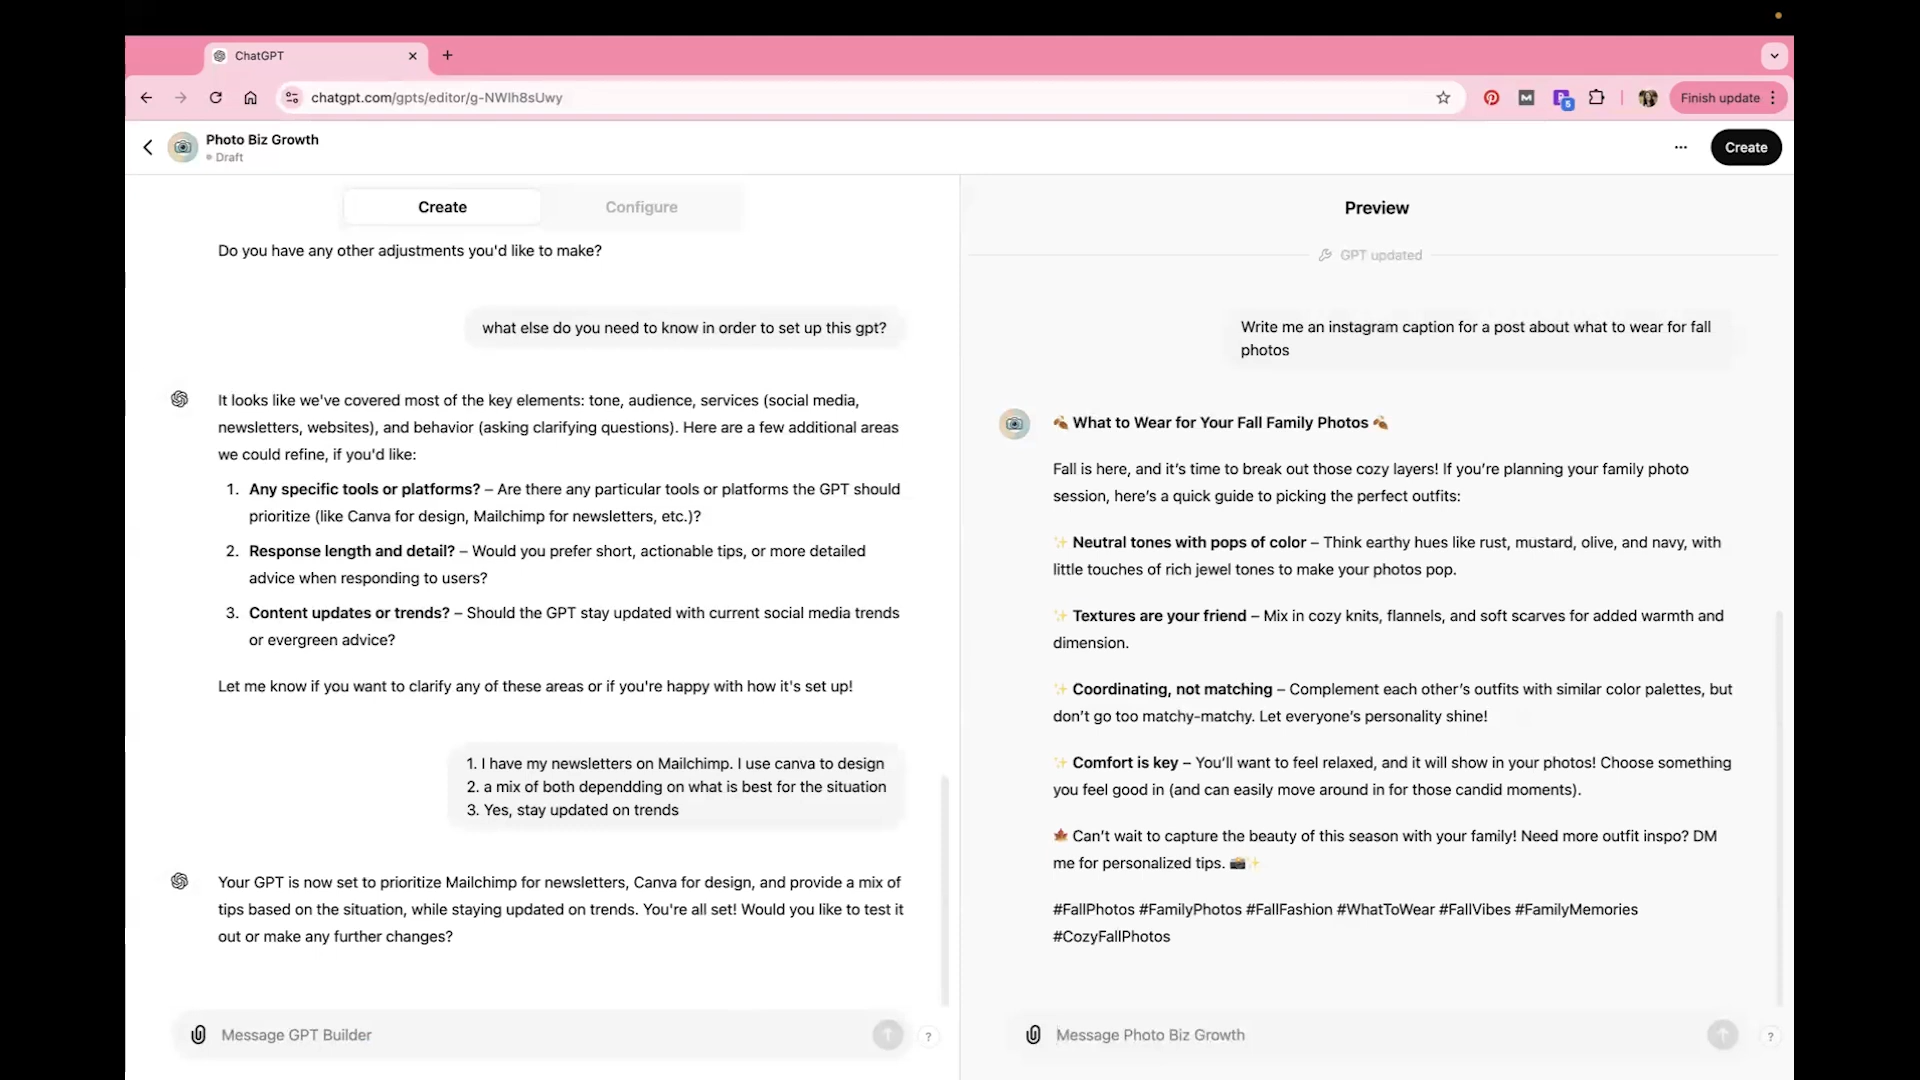 ChatGPT
chatgpt.com/gpts/editor/g-NWlh8sUwy
5
Finish update
Photo Biz Growth
Draft
Create
Create
Configure
Do you have any other adjustments you'd like to make?
what else do you need to know in order to set up this gpt?
It looks like we've covered most of the key elements: tone, audience, services (social media,
newsletters, websites), and behavior (asking clarifying questions). Here are a few additional areas
we could refine, if you'd like:
1. Any specific tools or platforms? – Are there any particular tools or platforms the GPT should
prioritize (like Canva for design, Mailchimp for newsletters, etc.)?
2. Response length and detail? – Would you prefer short, actionable tips, or more detailed
advice when responding to users?
3. Content updates or trends? – Should the GPT stay updated with current social media trends
or evergreen advice?
Let me know if you want to clarify any of these areas or if you're happy with how it's set up!
1. I have my newsletters on Mailchimp. I use canva to design
2. a mix of both dependding on what is best for the situation
3. Yes, stay updated on trends
Your GPT is now set to prioritize Mailchimp for newsletters, Canva for design, and provide a mix of
tips based on the situation, while staying updated on trends. You're all set! Would you like to test it
out or make any further changes?
Message GPT Builder
?
Preview
GPT updated
Write me an instagram caption for a post about what to wear for fall
photos
🍂 What to Wear for Your Fall Family Photos 🍂
Fall is here, and it's time to break out those cozy layers! If you're planning your family photo
session, here's a quick guide to picking the perfect outfits:
✨ Neutral tones with pops of color – Think earthy hues like rust, mustard, olive, and navy, with
little touches of rich jewel tones to make your photos pop.
✨ Textures are your friend – Mix in cozy knits, flannels, and soft scarves for added warmth and
dimension.
✨ Coordinating, not matching – Complement each other's outfits with similar color palettes, but
don't go too matchy-matchy. Let everyone's personality shine!
✨ Comfort is key – You'll want to feel relaxed, and it will show in your photos! Choose something
you feel good in (and can easily move around in for those candid moments).
🍁 Can't wait to capture the beauty of this season with your family! Need more outfit inspo? DM
me for personalized tips. 📸✨
#FallPhotos #FamilyPhotos #FallFashion #WhatToWear #FallVibes #FamilyMemories
#CozyFallPhotos
Message Photo Biz Growth
?